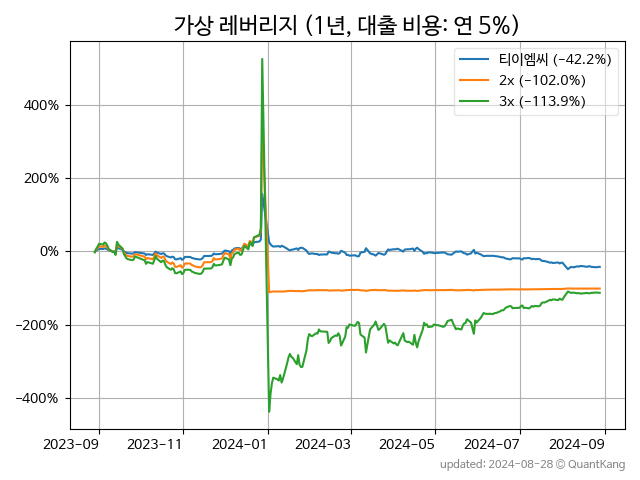 가상 레버리지 (1년, 대출 비용: 연 5%)
티이엠씨 (-42.2%)
2x (-102.0%)
3x (-113.9%)
400%
200%
0%
-200%
-400%
2023-09 2023-11 2024-01 2024-03 2024-05 2024-07 2024-09
updated: 2024-08-28 © QuantKang